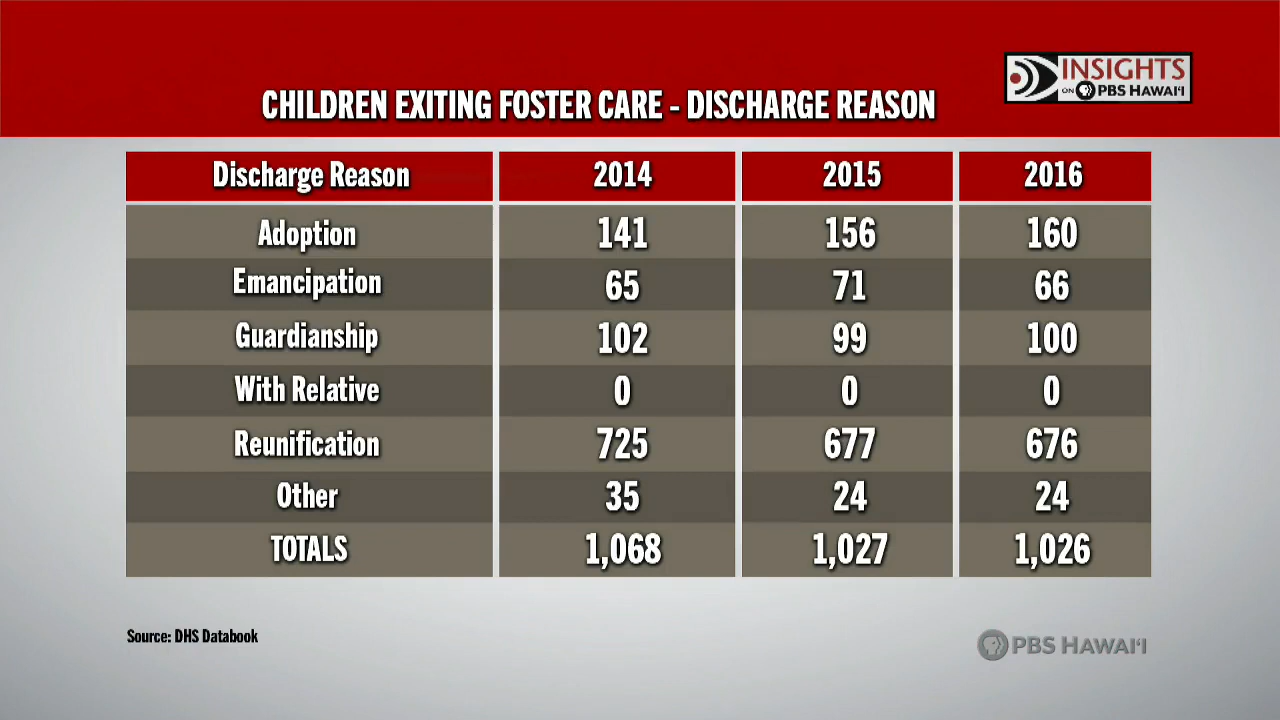 INSIGHTS
ON PBS HAWAI'I
CHILDREN EXITING FOSTER CARE - DISCHARGE REASON
Discharge Reason 2014 2015 2016
Adoption 141 156 160
Emancipation 65 71 66
Guardianship 102 99 100
With Relative 0 0 0
Reunification 725 677 676
Other 35 24 24
TOTALS 1,068 1,027 1,026
Source: DHS Databook
PBS HAWAI'I